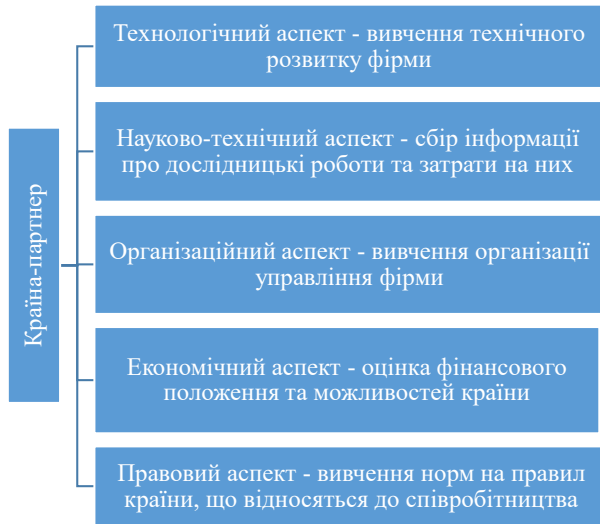 Країна-партнер
Технологічний аспект - вивчення технічного
розвитку фірми
Науково-технічний аспект - сбір інформації
про дослідницькі роботи та затрати на них
Організаційний аспект - вивчення організації
управління фірми
Економічний аспект - оцінка фінансового
положення та можливостей країни
Правовий аспект - вивчення норм на правил
країни, що відносяться до співробітництва